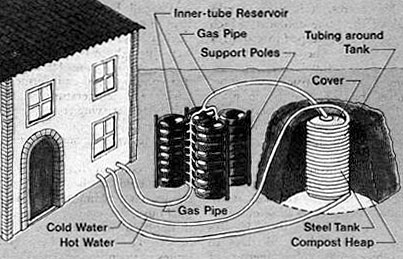 Inner-tube Reservoir
Gas Pipe
Support Poles
Tubing around
Tank
Cover
Gas Pipe
Cold Water
Hot Water
Steel Tank
Compost Heap